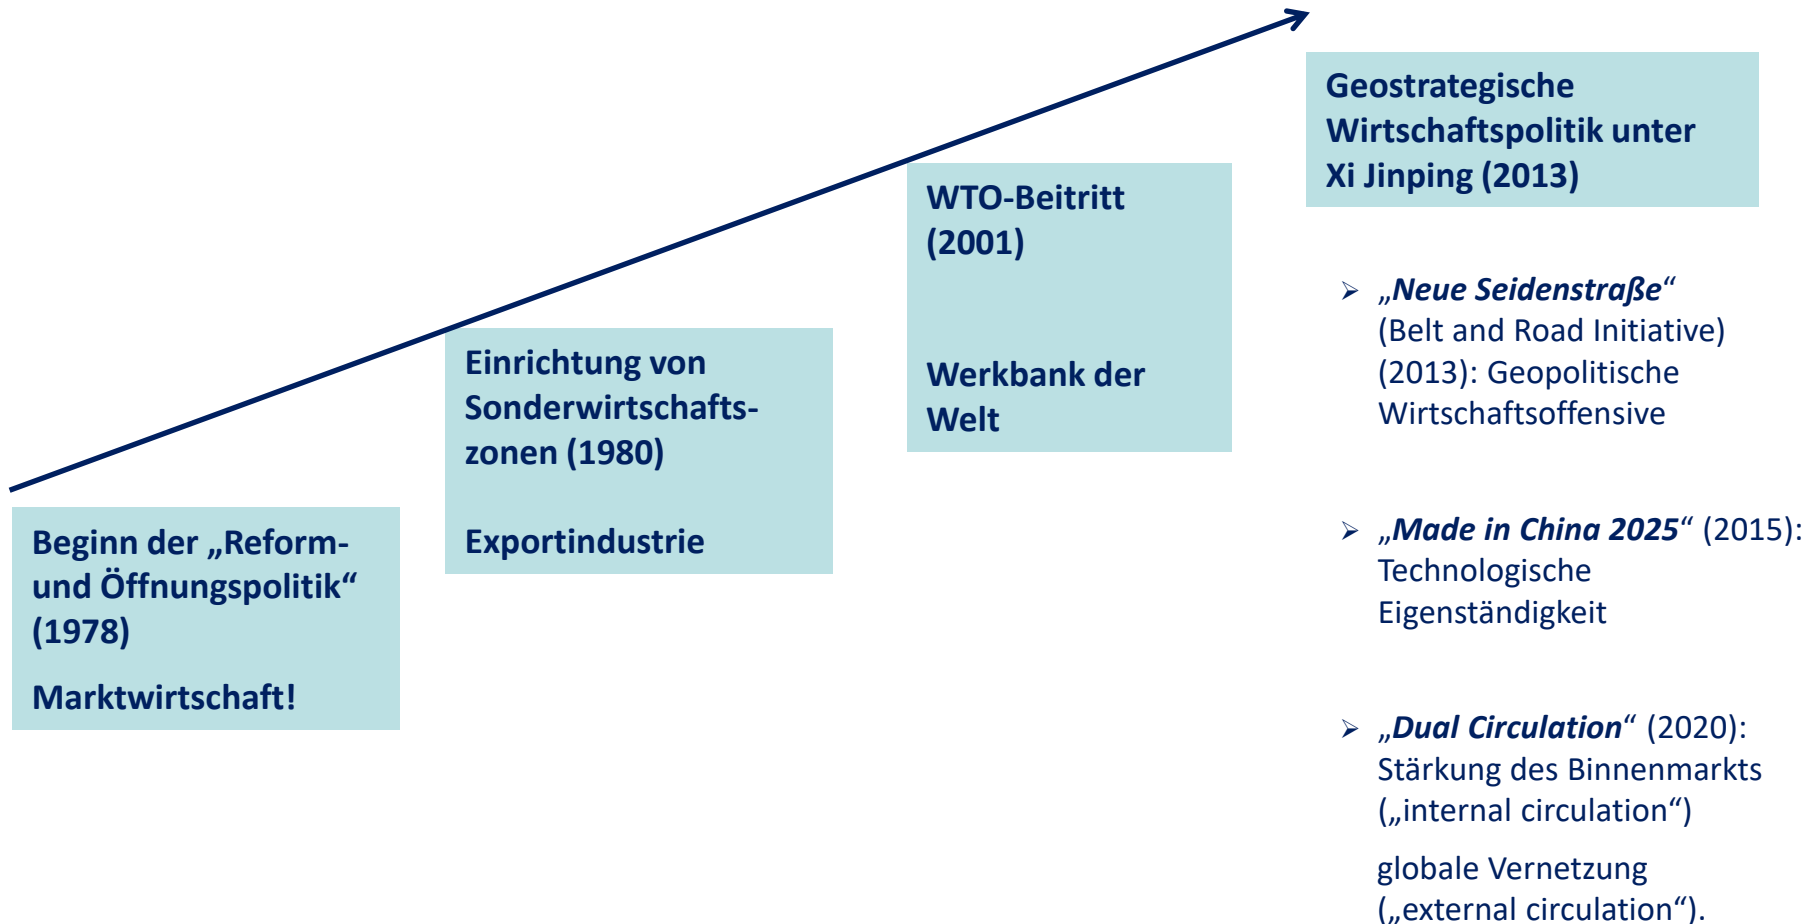 Beginn der „Reform-
und Öffnungspolitik“
(1978)
Marktwirtschaft!
Einrichtung von
Sonderwirtschafts-
zonen (1980)
Exportindustrie
WTO-Beitritt
(2001)
Werkbank der
Welt
Geostrategische
Wirtschaftspolitik unter
Xi Jinping (2013)
➢ „Neue Seidenstraße“
(Belt and Road Initiative)
(2013): Geopolitische
Wirtschaftsoffensive
➢ „Made in China 2025“ (2015):
Technologische
Eigenständigkeit
➢ „Dual Circulation“ (2020):
Stärkung des Binnenmarkts
(„internal circulation“)
globale Vernetzung
(„external circulation“).